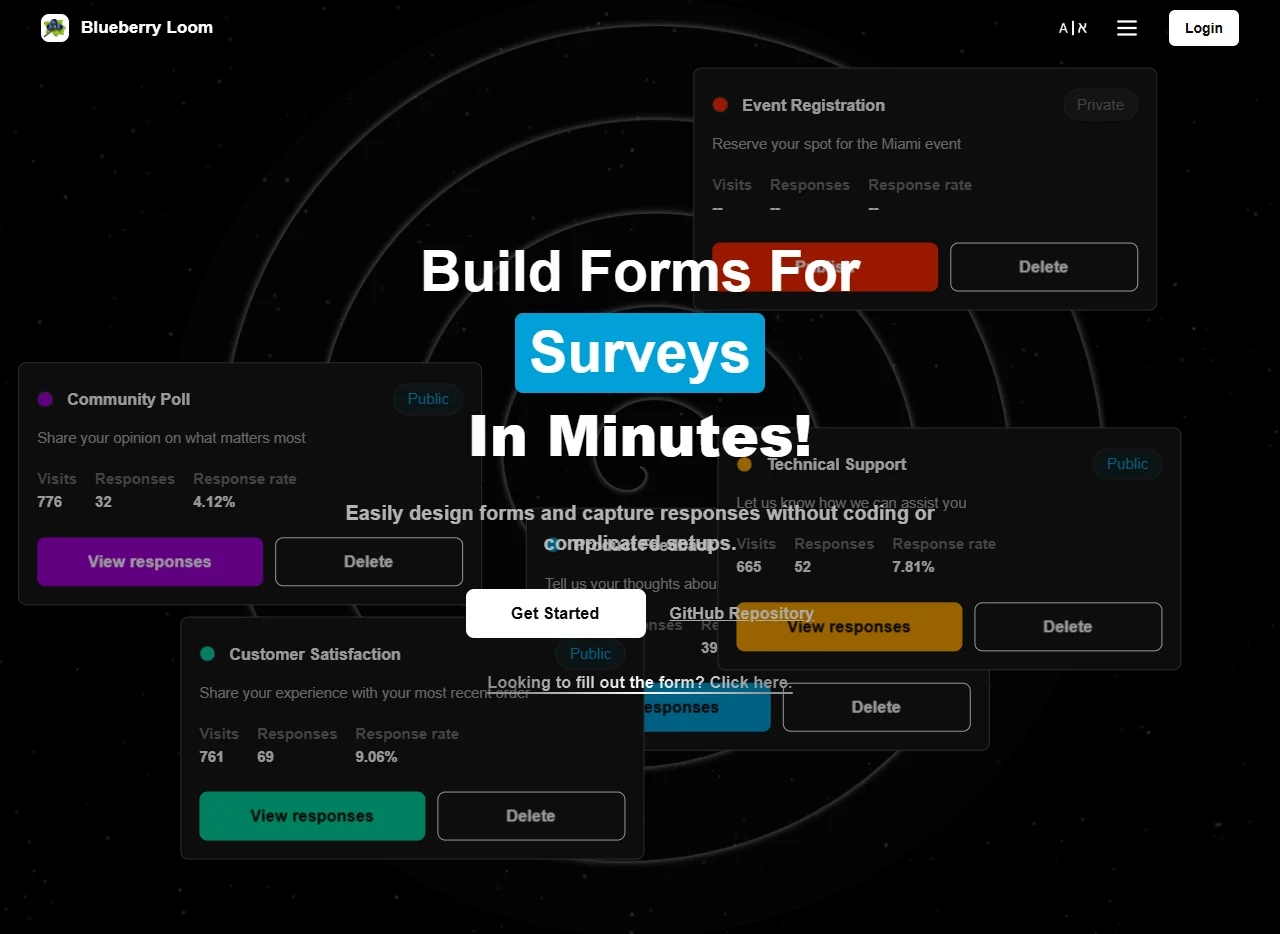 Blueberry Loom
A|א
Login
Event Registration
Private
Reserve your spot for the Miami event
Visits Responses Response rate
-- -- --
Publish
Delete
Build Forms For
Surveys
In Minutes!
Community Poll
Public
Share your opinion on what matters most
Visits Responses Response rate
776 32 4.12%
View responses
Delete
Technical Support
Public
Let us know how we can assist you
Visits Responses Response rate
665 52 7.81%
View responses
Delete
Easily design forms and capture responses without coding or
complicated setups.
Product Feedback
Tell us your thoughts abou
39
esponses
Delete
Get Started
GitHub Repository
Looking to fill out the form? Click here.
Customer Satisfaction
Public
Share your experience with your most recent order
Visits Responses Response rate
761 69 9.06%
View responses
Delete